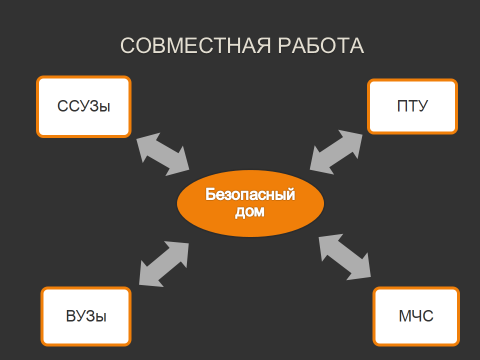 СОВМЕСТНАЯ РАБОТА
ССУЗы
ПТУ
Безопасный
дом
ВУЗы
МЧС